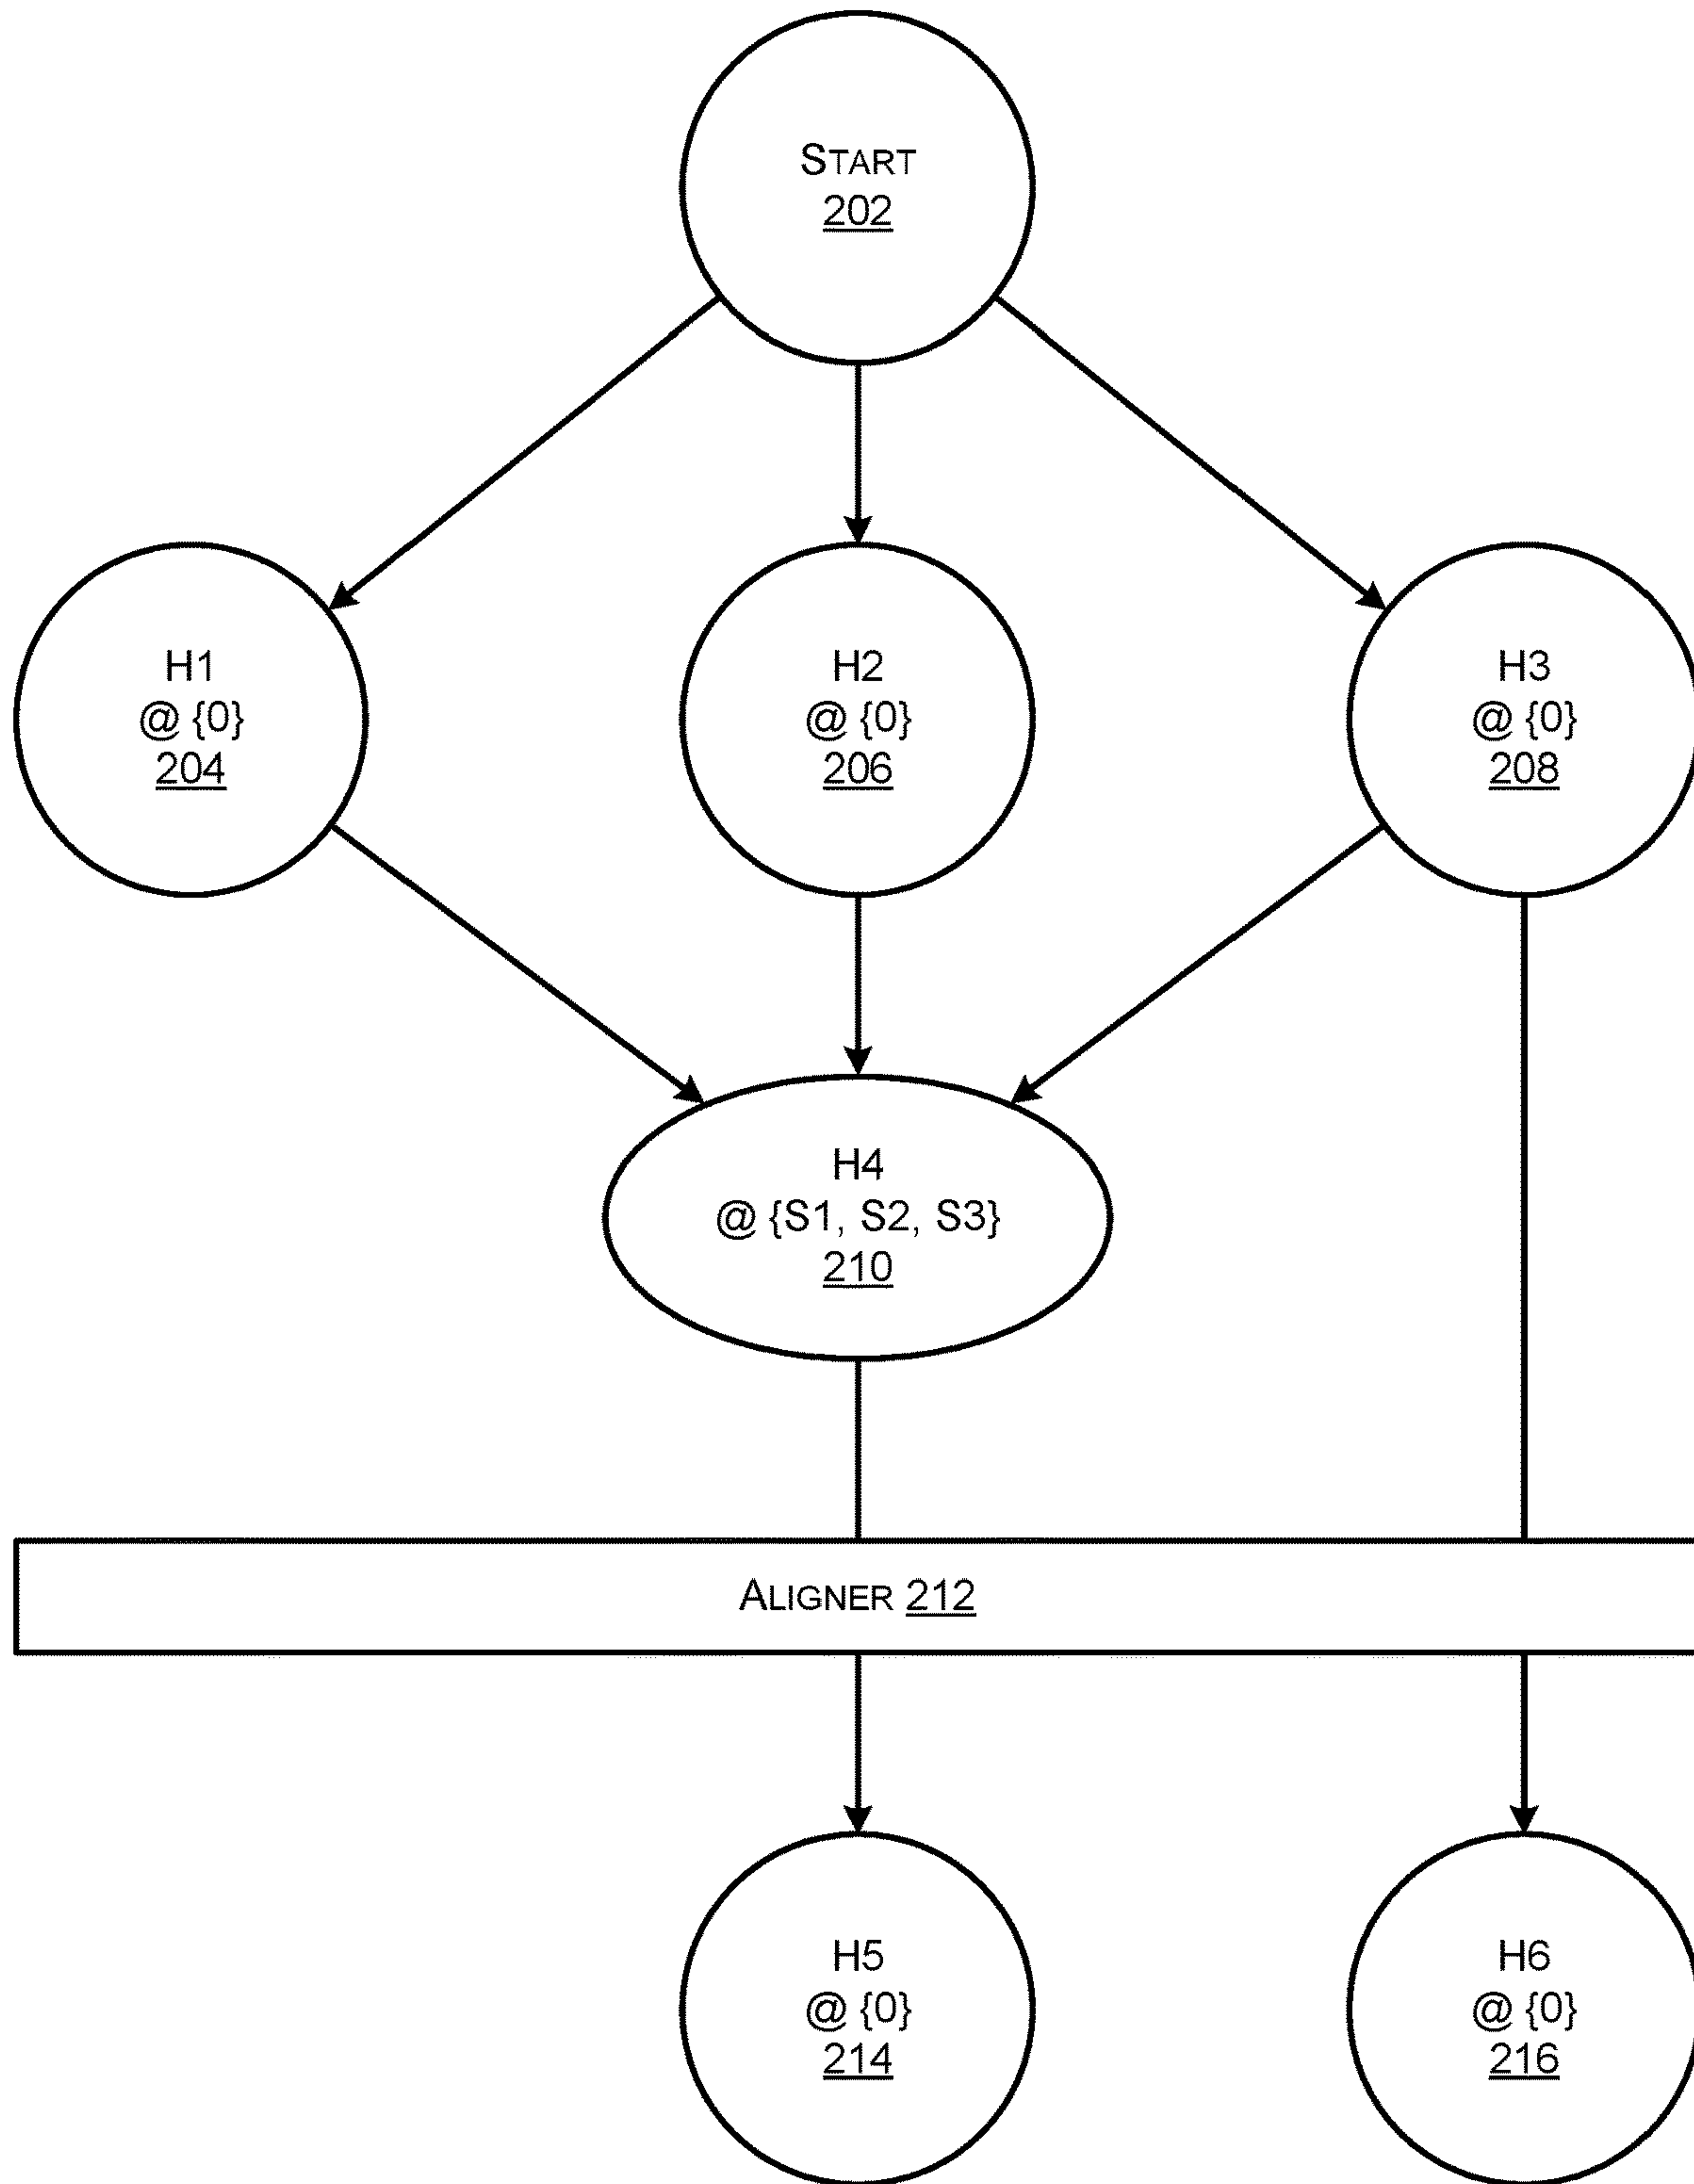 START
202
H1
@ {0}
204
H2
@ {0}
206
H3
@ {0}
208
H4
@ {S1, S2, S3}
210
ALIGNER 212
H5
@ {0}
214
H6
@ {0}
216